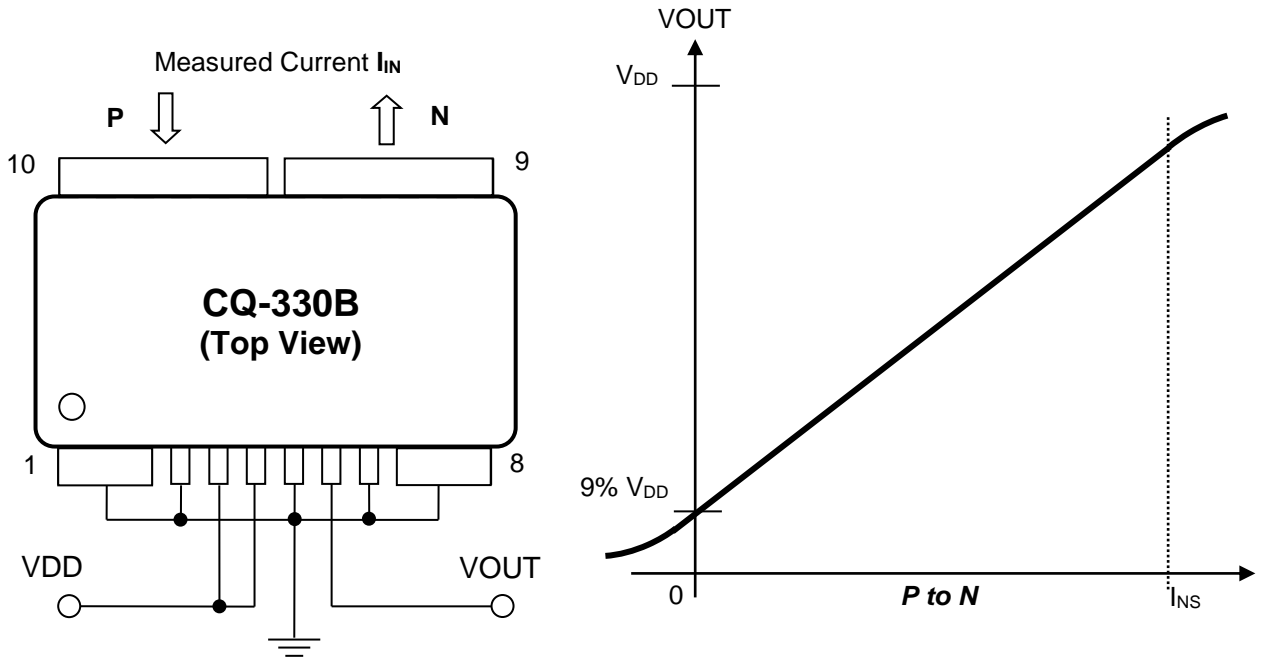 Measured Current IIN
P
N
10
9
CQ-330B
(Top View)
1
8
VDD
VOUT
VOUT
VDD
9% VDD
0
P to N
INS